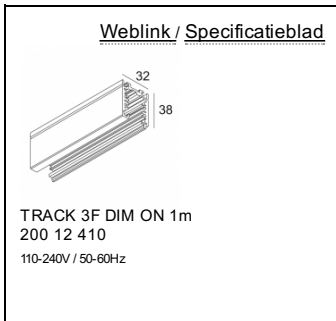 Weblink / Specificatieblad
32
38
TRACK 3F DIM ON 1m
200 12 410
110-240V / 50-60Hz